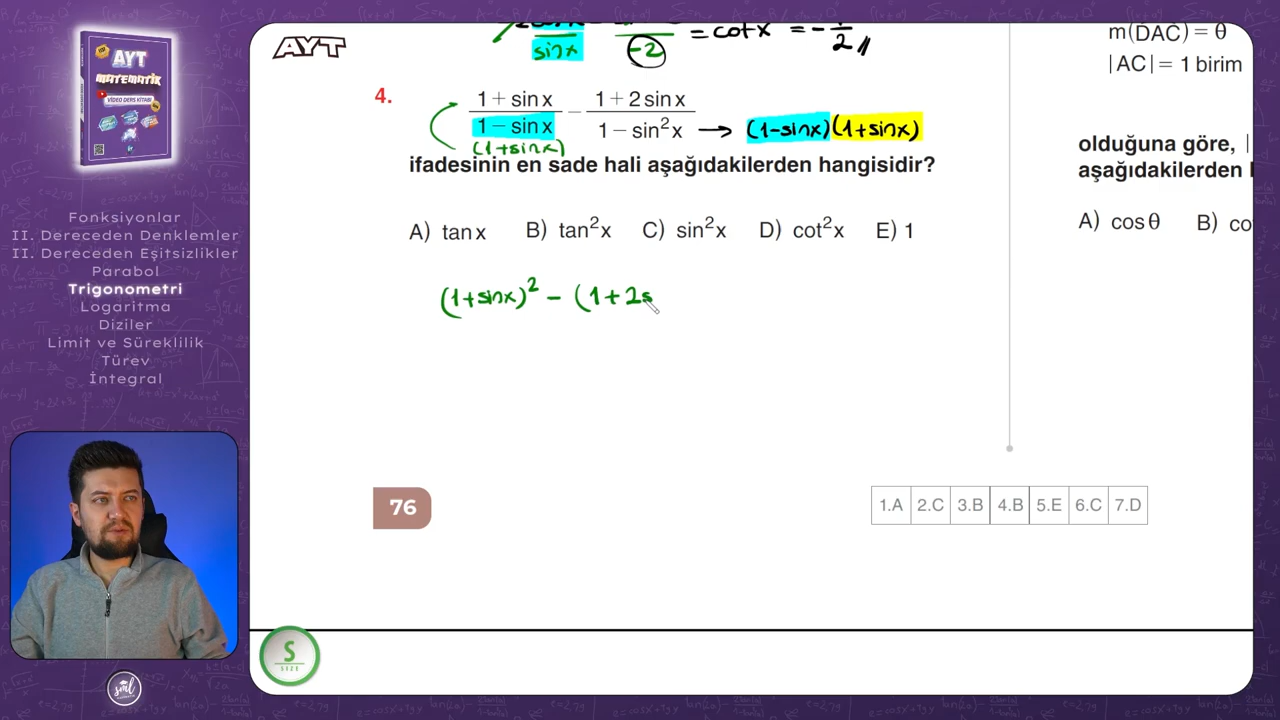 AYT
AYT
MATEMATİK
VİDEO DERS KİTABI
Fonksiyonlar
II. Dereceden Denklemler
II. Dereceden Eşitsizlikler
Parabol
Trigonometri
Logaritma
Diziler
Limit ve Süreklilik
Türev
İntegral
sml
sinx
-2
= cotx = -1/2 //
4. (1 + sin x)/(1 − sin x) − (1 + 2 sin x)/(1 − sin²x) → (1-sinx)(1+sinx)
(1+sinx)
ifadesinin en sade hali aşağıdakilerden hangisidir?
A) tan x B) tan²x C) sin²x D) cot²x E) 1
(1+sinx)² − (1+2s
76
1.A 2.C 3.B 4.B 5.E 6.C 7.D
S
SIZE
m(DAC) = θ
|AC| = 1 birim
olduğuna göre, |
aşağıdakilerden
A) cos θ B) co